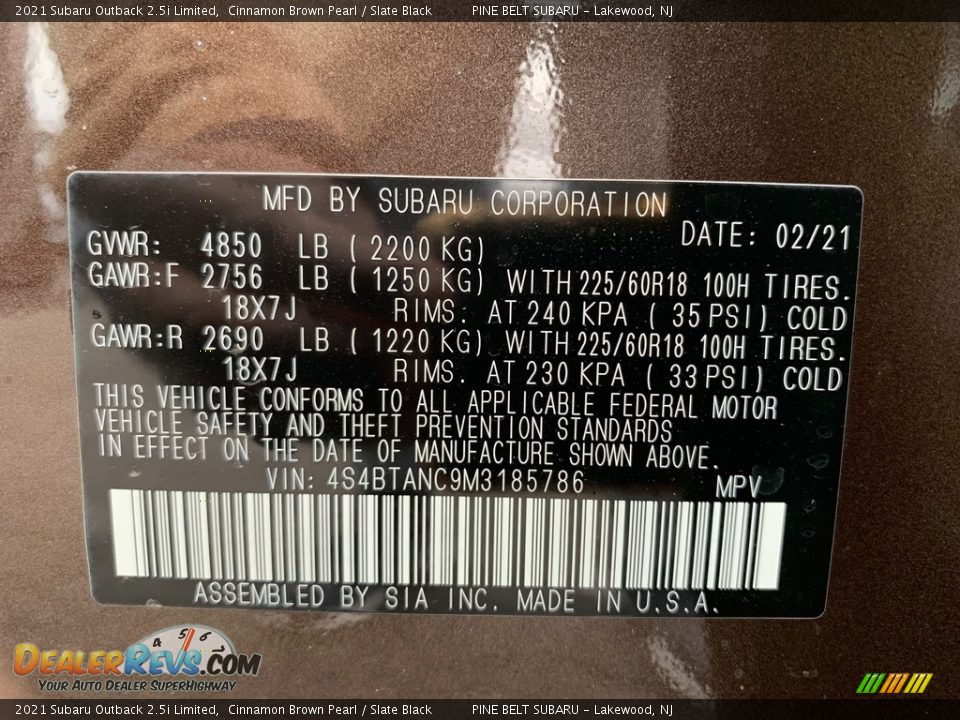 2021 Subaru Outback 2.5i Limited, Cinnamon Brown Pearl / Slate Black PINE BELT SUBARU - Lakewood, NJ
MFD BY SUBARU CORPORATION
DATE: 02/21
GVWR: 4850 LB ( 2200 KG)
GAWR:F 2756 LB ( 1250 KG) WITH 225/60R18 100H TIRES.
18X7J RIMS. AT 240 KPA ( 35 PSI) COLD
GAWR:R 2690 LB ( 1220 KG) WITH 225/60R18 100H TIRES.
18X7J RIMS. AT 230 KPA ( 33 PSI) COLD
THIS VEHICLE CONFORMS TO ALL APPLICABLE FEDERAL MOTOR
VEHICLE SAFETY AND THEFT PREVENTION STANDARDS
IN EFFECT ON THE DATE OF MANUFACTURE SHOWN ABOVE.
VIN: 4S4BTANC9M3185786 MPV
ASSEMBLED BY SIA INC. MADE IN U.S.A.
4 5 6
DEALERREVS.COM
YOUR AUTO DEALER SUPERHIGHWAY
2021 Subaru Outback 2.5i Limited, Cinnamon Brown Pearl / Slate Black PINE BELT SUBARU - Lakewood, NJ